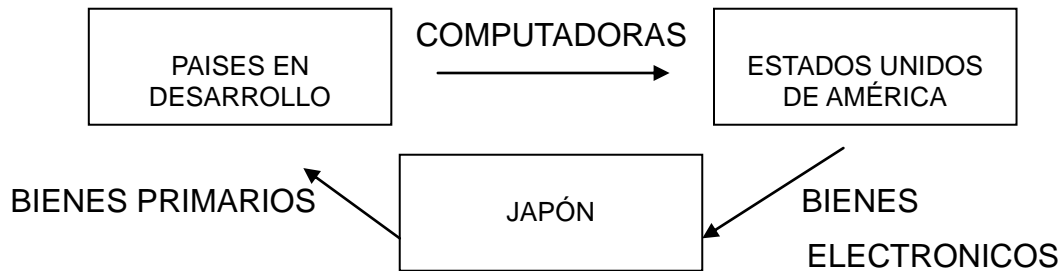 COMPUTADORAS
PAISES EN
DESARROLLO
ESTADOS UNIDOS
DE AMÉRICA
BIENES PRIMARIOS
JAPÓN
BIENES
ELECTRONICOS